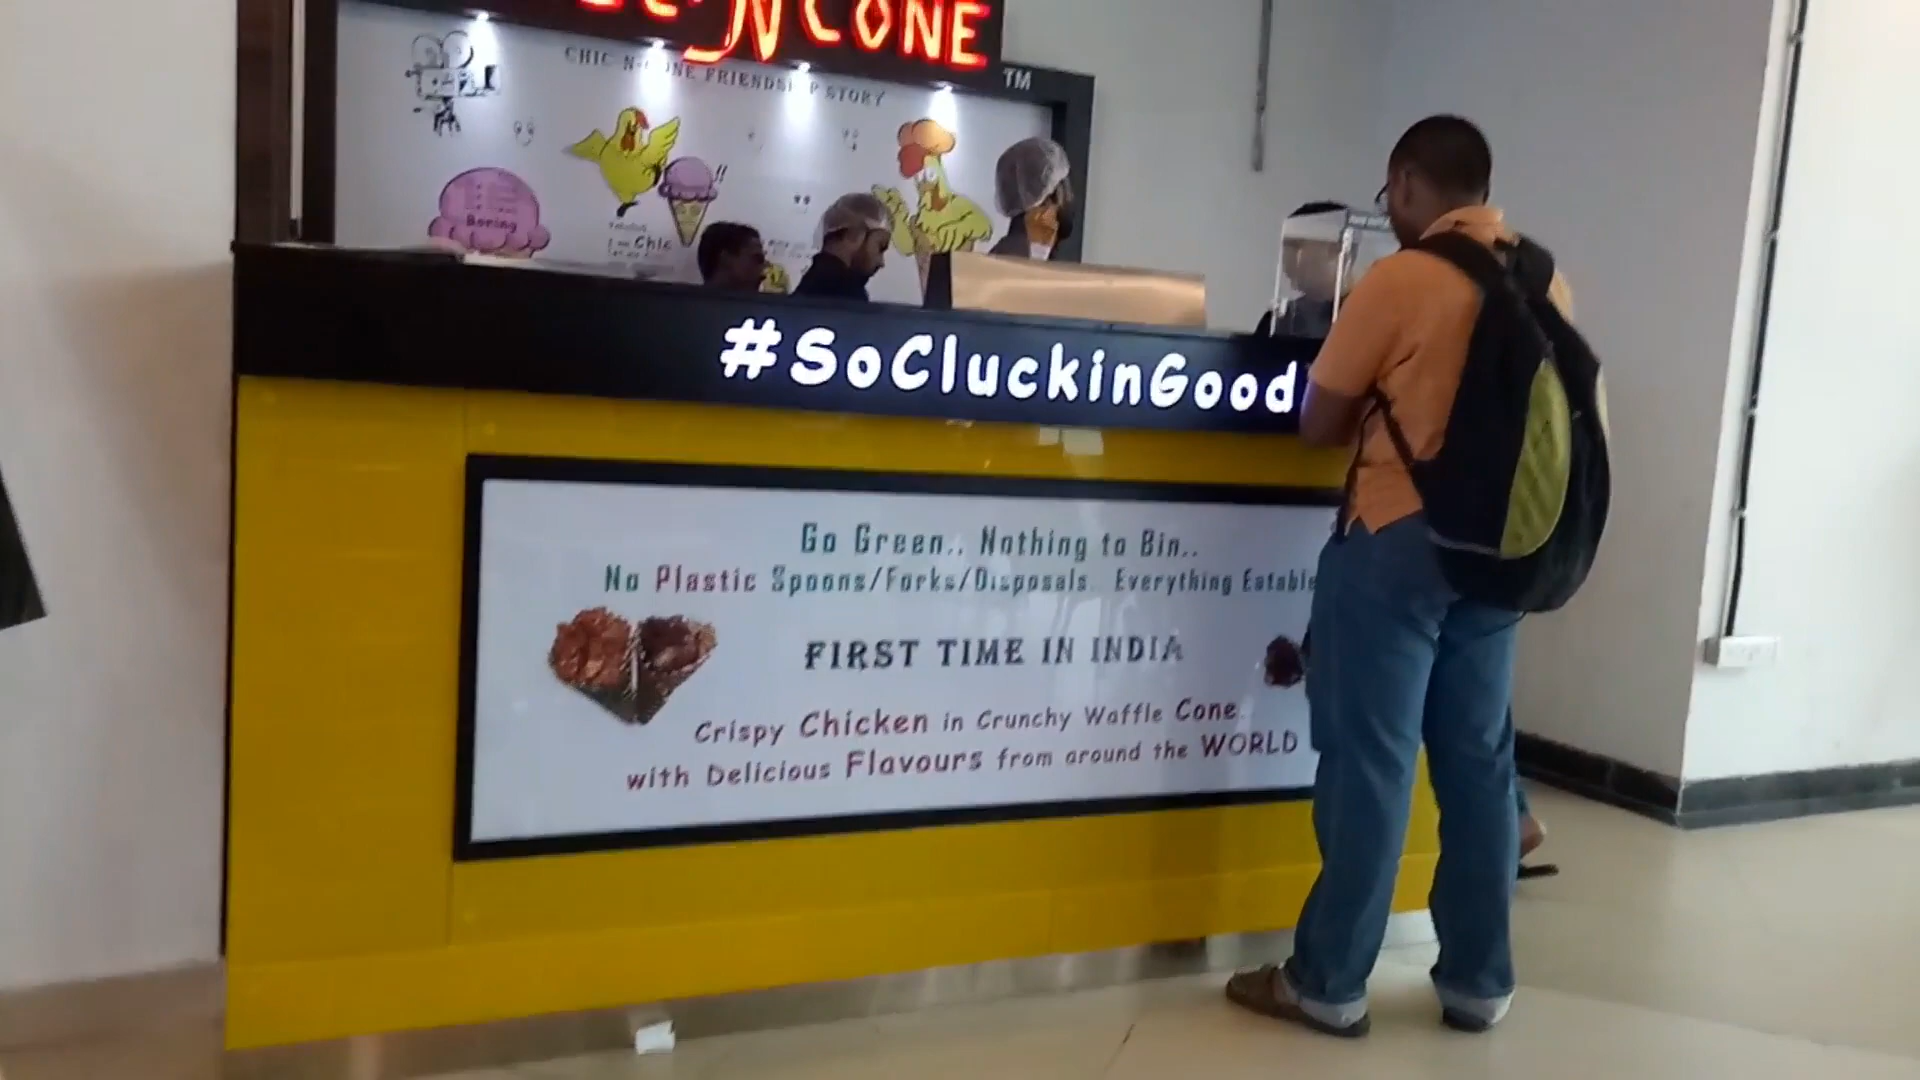 N CONE
TM
CHIC N CONE FRIENDSHIP STORY
Boring
!!
I am Chic
#SoCluckinGood
Go Green.. Nothing to Bin..
No Plastic Spoons/Forks/Disposals. Everything Eatable
FIRST TIME IN INDIA
Crispy Chicken in Crunchy Waffle Cone
with Delicious Flavours from around the WORLD